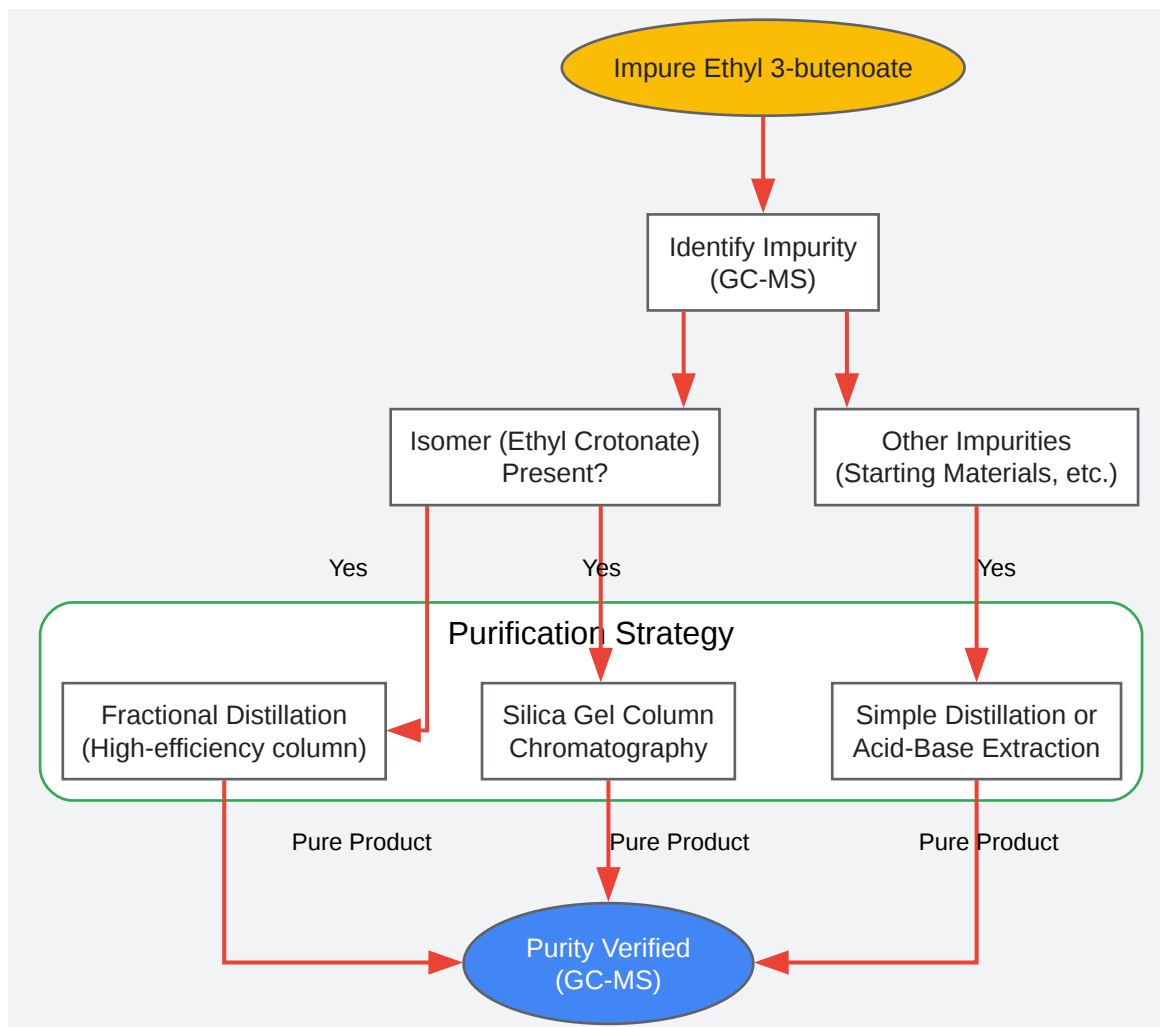 Impure Ethyl 3-butenoate
Identify Impurity
(GC-MS)
Isomer (Ethyl Crotonate)
Present?
Other Impurities
(Starting Materials, etc.)
Yes
Yes
Yes
Purification Strategy
Fractional Distillation
(High-efficiency column)
Silica Gel Column
Chromatography
Simple Distillation or
Acid-Base Extraction
Pure Product
Pure Product
Pure Product
Purity Verified
(GC-MS)